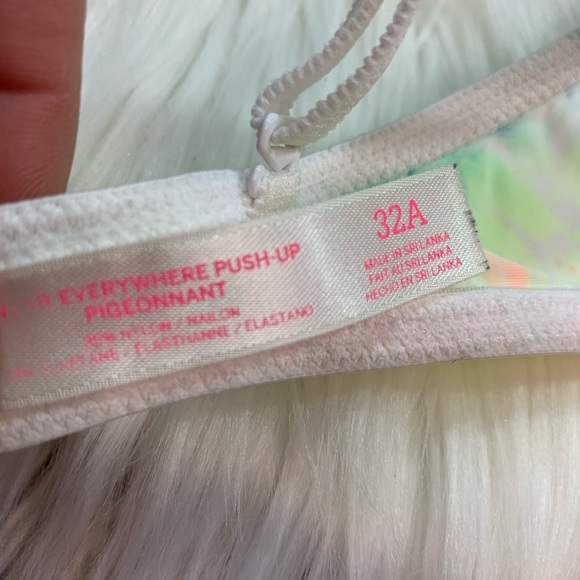 EVERYWHERE PUSH-UP
PIGEONNANT
NYLON / NAILON
/ ÉLASTHANNE / ELASTANO
32A
MADE IN SRI LANKA
FAIT AU SRI LANKA
HECHO EN SRI LANKA